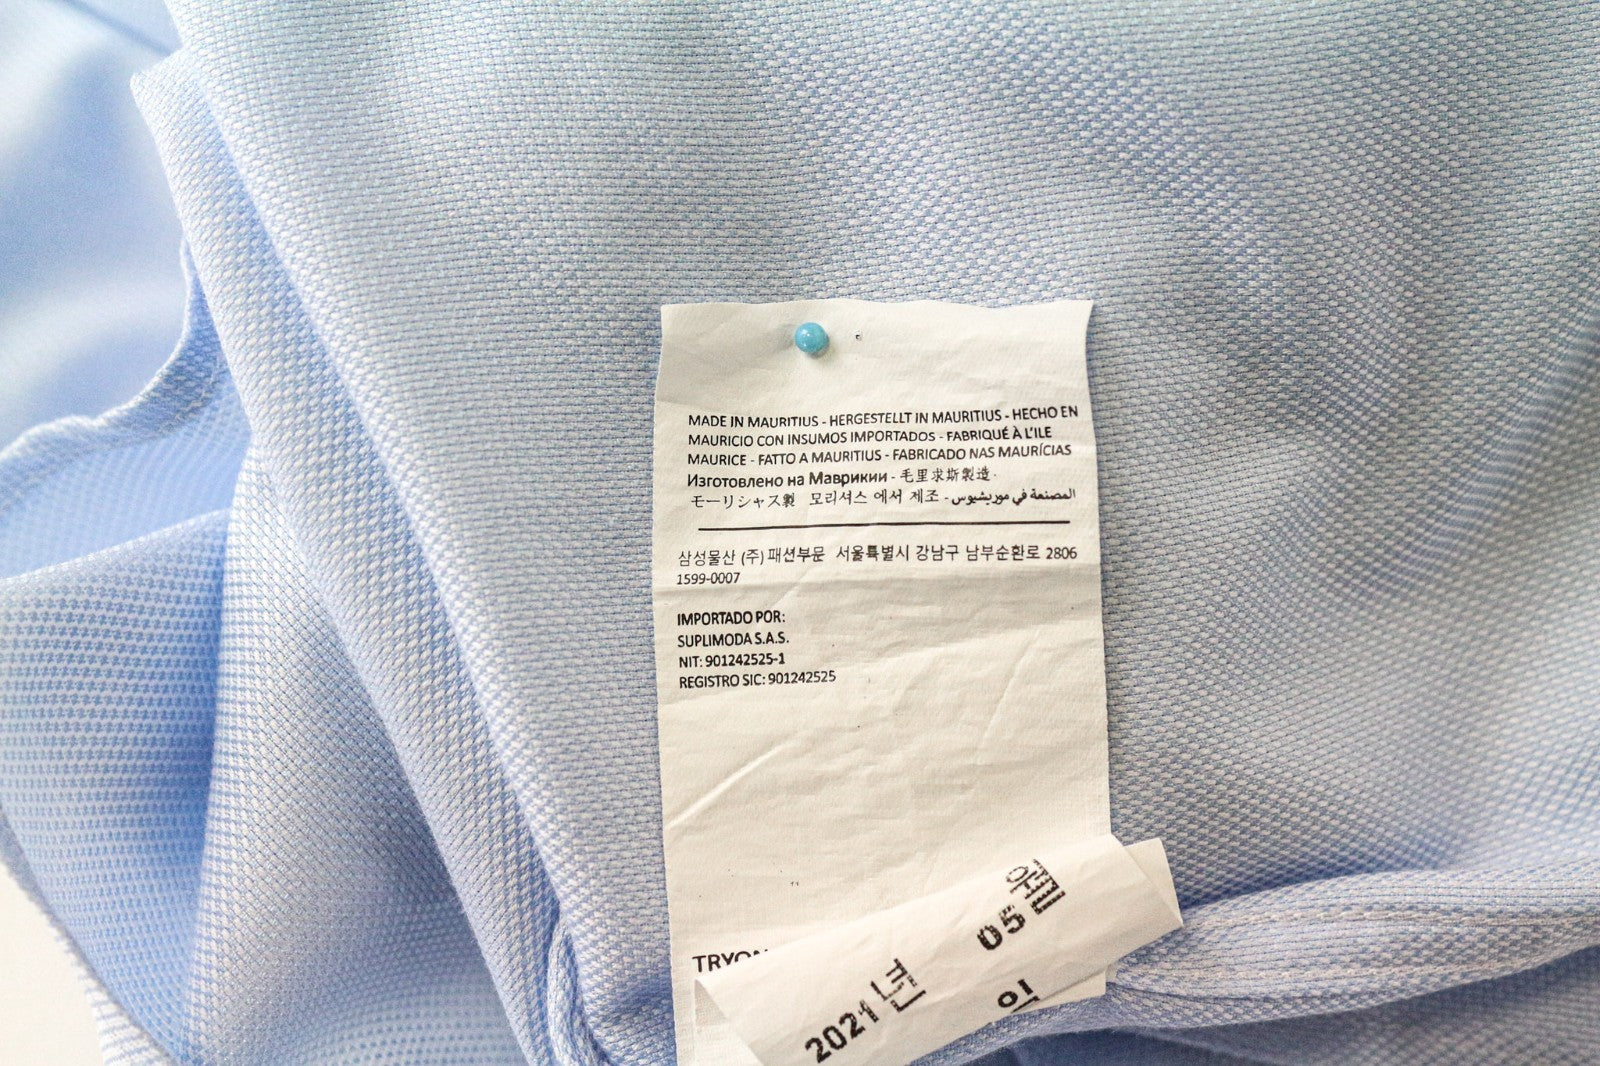 MADE IN MAURITIUS - HERGESTELLT IN MAURITIUS - HECHO EN
MAURICIO CON INSUMOS IMPORTADOS - FABRIQUÉ À L'ILE
MAURICE - FATTO A MAURITIUS - FABRICADO NAS MAURÍCIAS
Изготовлено на Маврикии - 毛里求斯製造 -
モーリシャス製 모리셔스 에서 제조 - المصنعة في موريشيوس
삼성물산 (주) 패션부문 서울특별시 강남구 남부순환로 2806
1599-0007
IMPORTADO POR:
SUPLIMODA S.A.S.
NIT: 901242525-1
REGISTRO SIC: 901242525
TRYON
2021 년 05 월
일